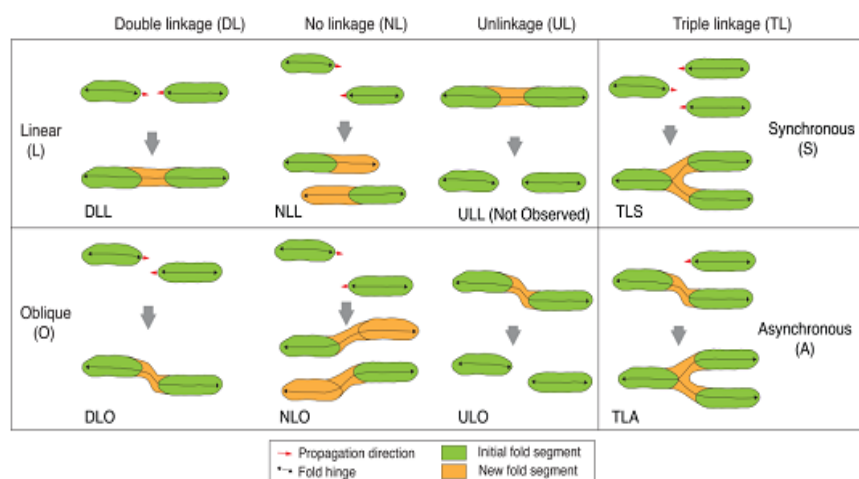 Double linkage (DL)
No linkage (NL)
Unlinkage (UL)
Triple linkage (TL)
Linear
(L)
Synchronous
(S)
DLL
NLL
ULL (Not Observed)
TLS
Oblique
(O)
Asynchronous
(A)
DLO
NLO
ULO
TLA
Propagation direction
Initial fold segment
Fold hinge
New fold segment